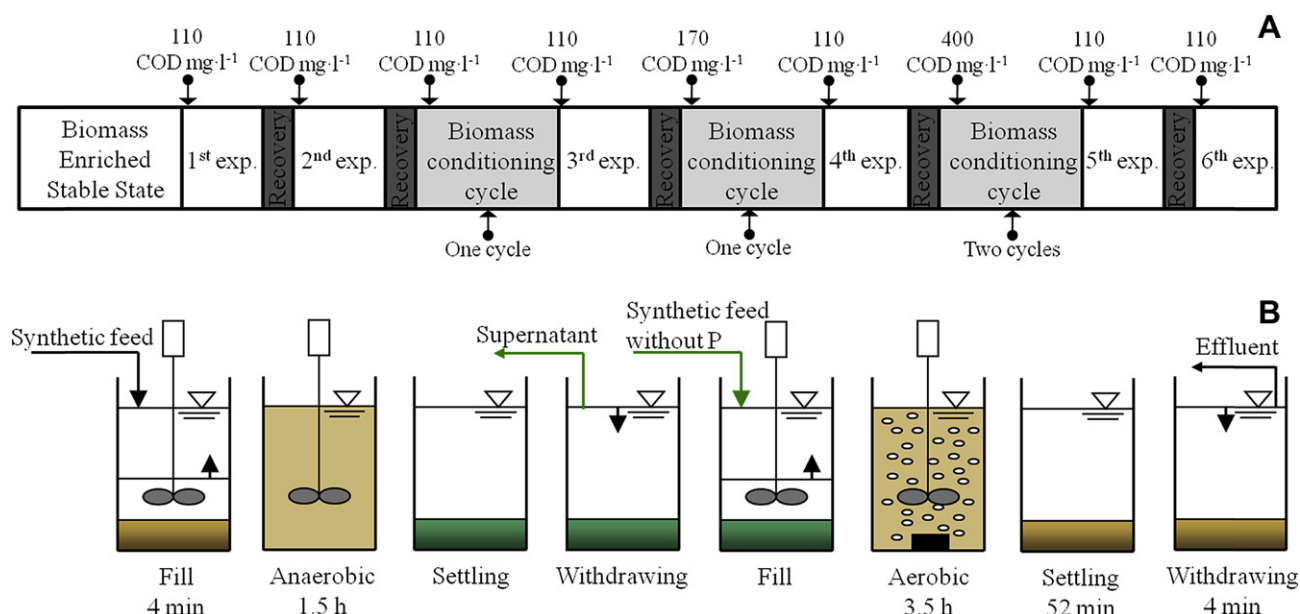 A
110
COD mg·l-1
110
COD mg·l-1
110
COD mg·l-1
110
COD mg·l-1
170
COD mg·l-1
110
COD mg·l-1
400
COD mg·l-1
110
COD mg·l-1
110
COD mg·l-1
Biomass
Enriched
Stable State
1st exp.
Recovery
2nd exp.
Recovery
Biomass
conditioning
cycle
3rd exp.
Recovery
Biomass
conditioning
cycle
4th exp.
Recovery
Biomass
conditioning
cycle
5th exp.
Recovery
6th exp.
One cycle
One cycle
Two cycles
B
Synthetic feed
Supernatant
Synthetic feed
without P
Effluent
Fill
4 min
Anaerobic
1.5 h
Settling
Withdrawing
Fill
Aerobic
3.5 h
Settling
52 min
Withdrawing
4 min